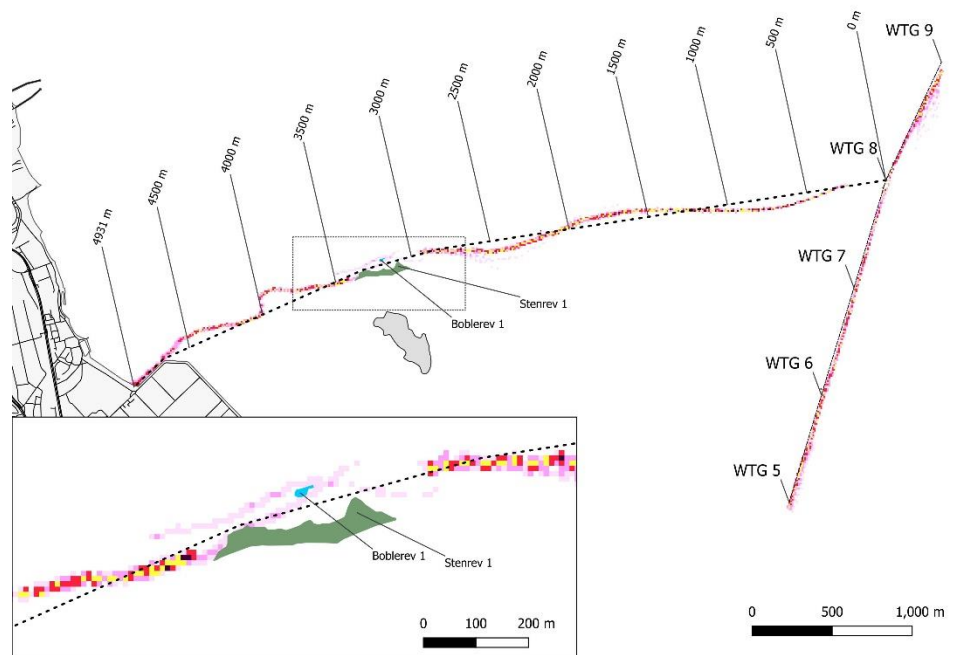 WTG 9
0 m
500 m
1000 m
1500 m
2000 m
2500 m
3000 m
3500 m
4000 m
4500 m
4931 m
WTG 8
WTG 7
WTG 6
WTG 5
Stenrev 1
Boblerev 1
Boblerev 1
Stenrev 1
0 100 200 m
0 500 1,000 m